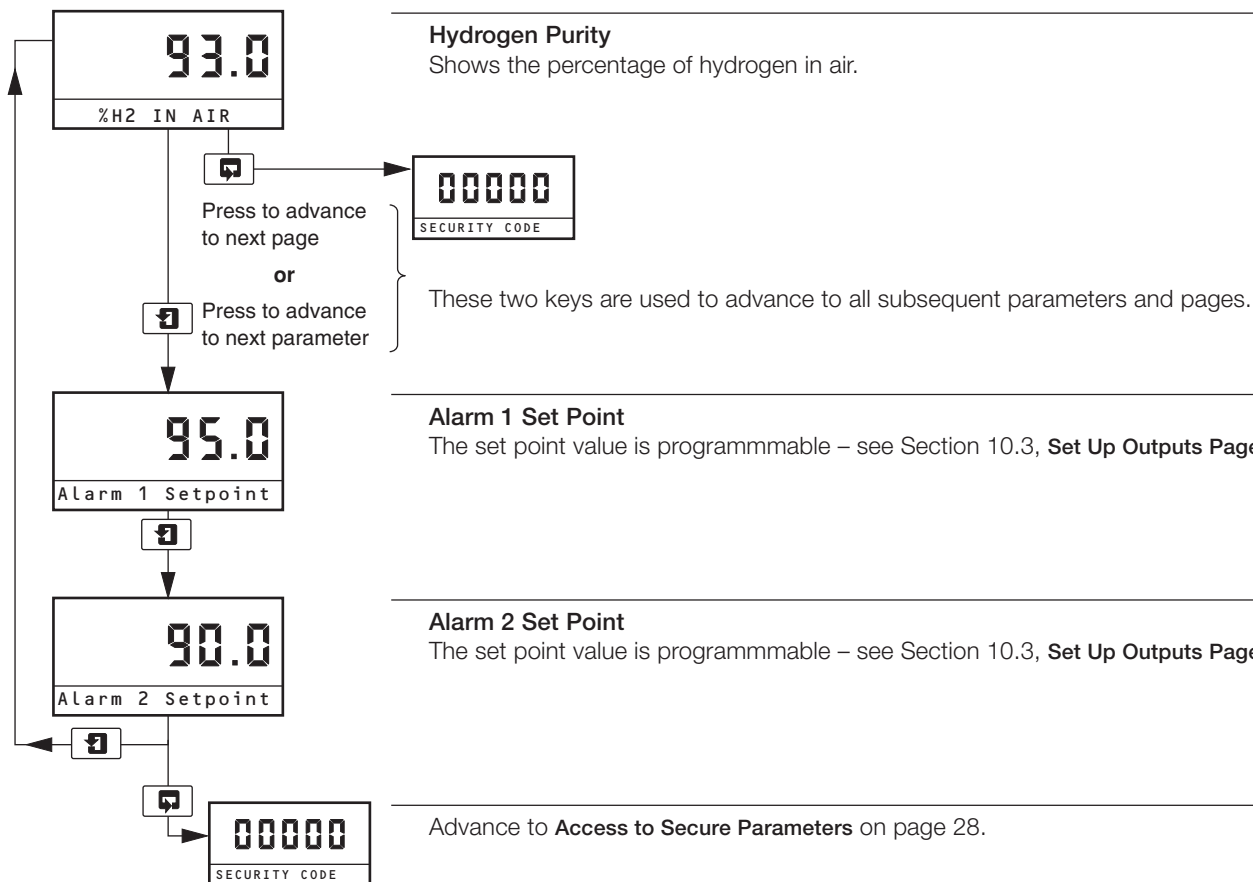 93.0
%H2 IN AIR
Hydrogen Purity
Shows the percentage of hydrogen in air.
00000
SECURITY CODE
Press to advance
to next page
or
Press to advance
to next parameter
These two keys are used to advance to all subsequent parameters and pages.
95.0
Alarm 1 Setpoint
Alarm 1 Set Point
The set point value is programmmable – see Section 10.3, Set Up Outputs Page
90.0
Alarm 2 Setpoint
Alarm 2 Set Point
The set point value is programmmable – see Section 10.3, Set Up Outputs Page
00000
SECURITY CODE
Advance to Access to Secure Parameters on page 28.